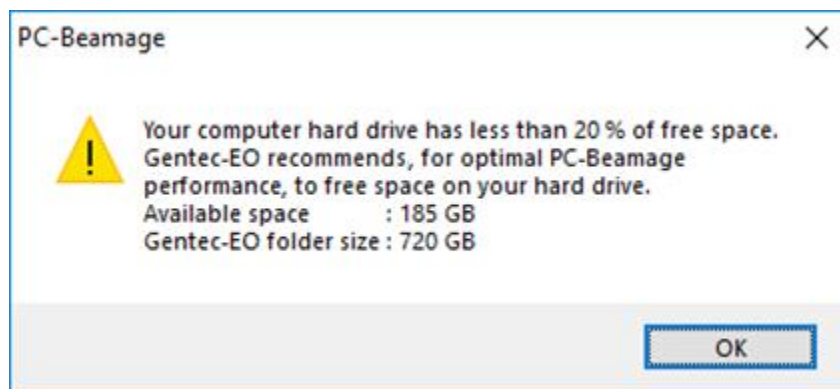 PC-Beamage
Your computer hard drive has less than 20 % of free space.
Gentec-EO recommends, for optimal PC-Beamage
performance, to free space on your hard drive.
Available space : 185 GB
Gentec-EO folder size : 720 GB
OK